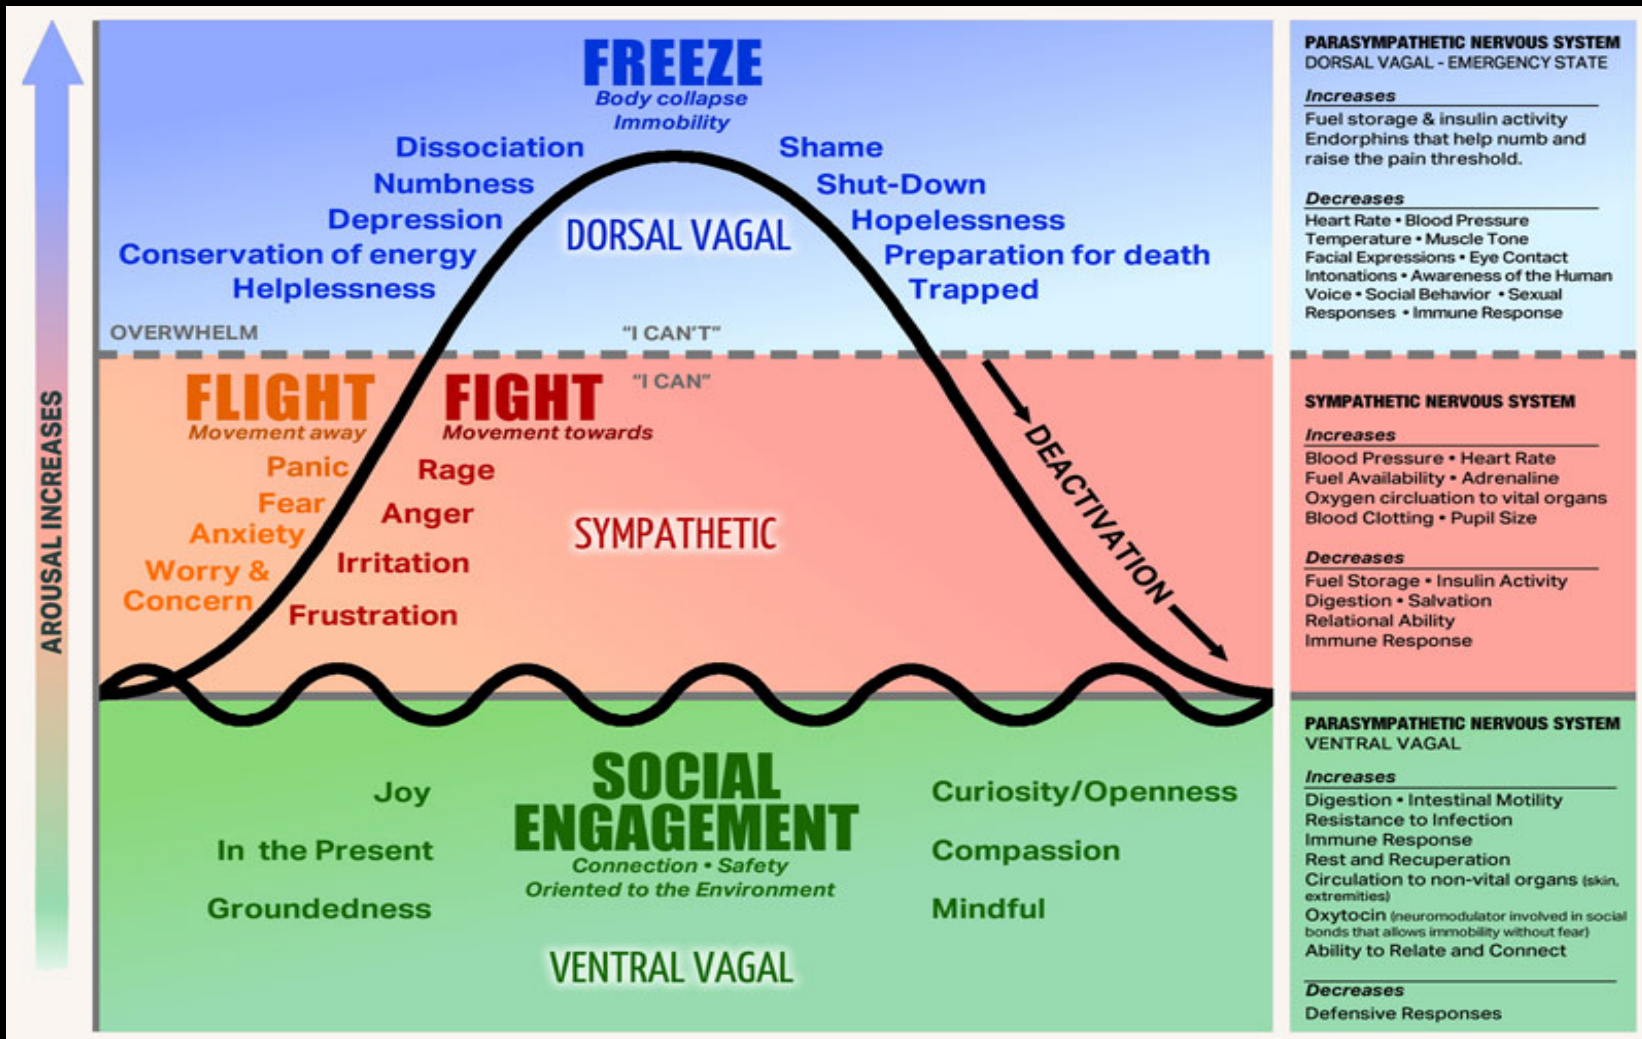 AROUSAL INCREASES
FREEZE
Body collapse
Immobility
Dissociation
Numbness
Depression
Conservation of energy
Helplessness
Shame
Shut-Down
Hopelessness
Preparation for death
Trapped
DORSAL VAGAL
OVERWHELM
"I CAN'T"
"I CAN"
FLIGHT
Movement away
Panic
Fear
Anxiety
Worry &
Concern
FIGHT
Movement towards
Rage
Anger
Irritation
Frustration
SYMPATHETIC
DEACTIVATION
SOCIAL
ENGAGEMENT
Connection • Safety
Oriented to the Environment
Joy
In the Present
Groundedness
Curiosity/Openness
Compassion
Mindful
VENTRAL VAGAL
PARASYMPATHETIC NERVOUS SYSTEM
DORSAL VAGAL - EMERGENCY STATE
Increases
Fuel storage & insulin activity
Endorphins that help numb and
raise the pain threshold.
Decreases
Heart Rate • Blood Pressure
Temperature • Muscle Tone
Facial Expressions • Eye Contact
Intonations • Awareness of the Human
Voice • Social Behavior • Sexual
Responses • Immune Response
SYMPATHETIC NERVOUS SYSTEM
Increases
Blood Pressure • Heart Rate
Fuel Availability • Adrenaline
Oxygen circluation to vital organs
Blood Clotting • Pupil Size
Decreases
Fuel Storage • Insulin Activity
Digestion • Salvation
Relational Ability
Immune Response
PARASYMPATHETIC NERVOUS SYSTEM
VENTRAL VAGAL
Increases
Digestion • Intestinal Motility
Resistance to Infection
Immune Response
Rest and Recuperation
Circulation to non-vital organs (skin,
extremities)
Oxytocin (neuromodulator involved in social
bonds that allows immobility without fear)
Ability to Relate and Connect
Decreases
Defensive Responses